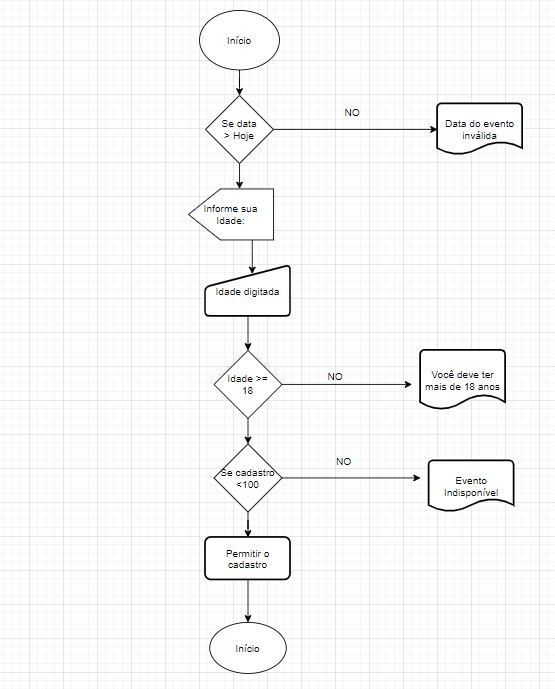 Início
Se data
> Hoje
NO
Data do evento
inválida
Informe sua
Idade:
Idade digitada
Idade >=
18
NO
Você deve ter
mais de 18 anos
Se cadastro
<100
NO
Evento
Indisponível
Permitir o
cadastro
Início